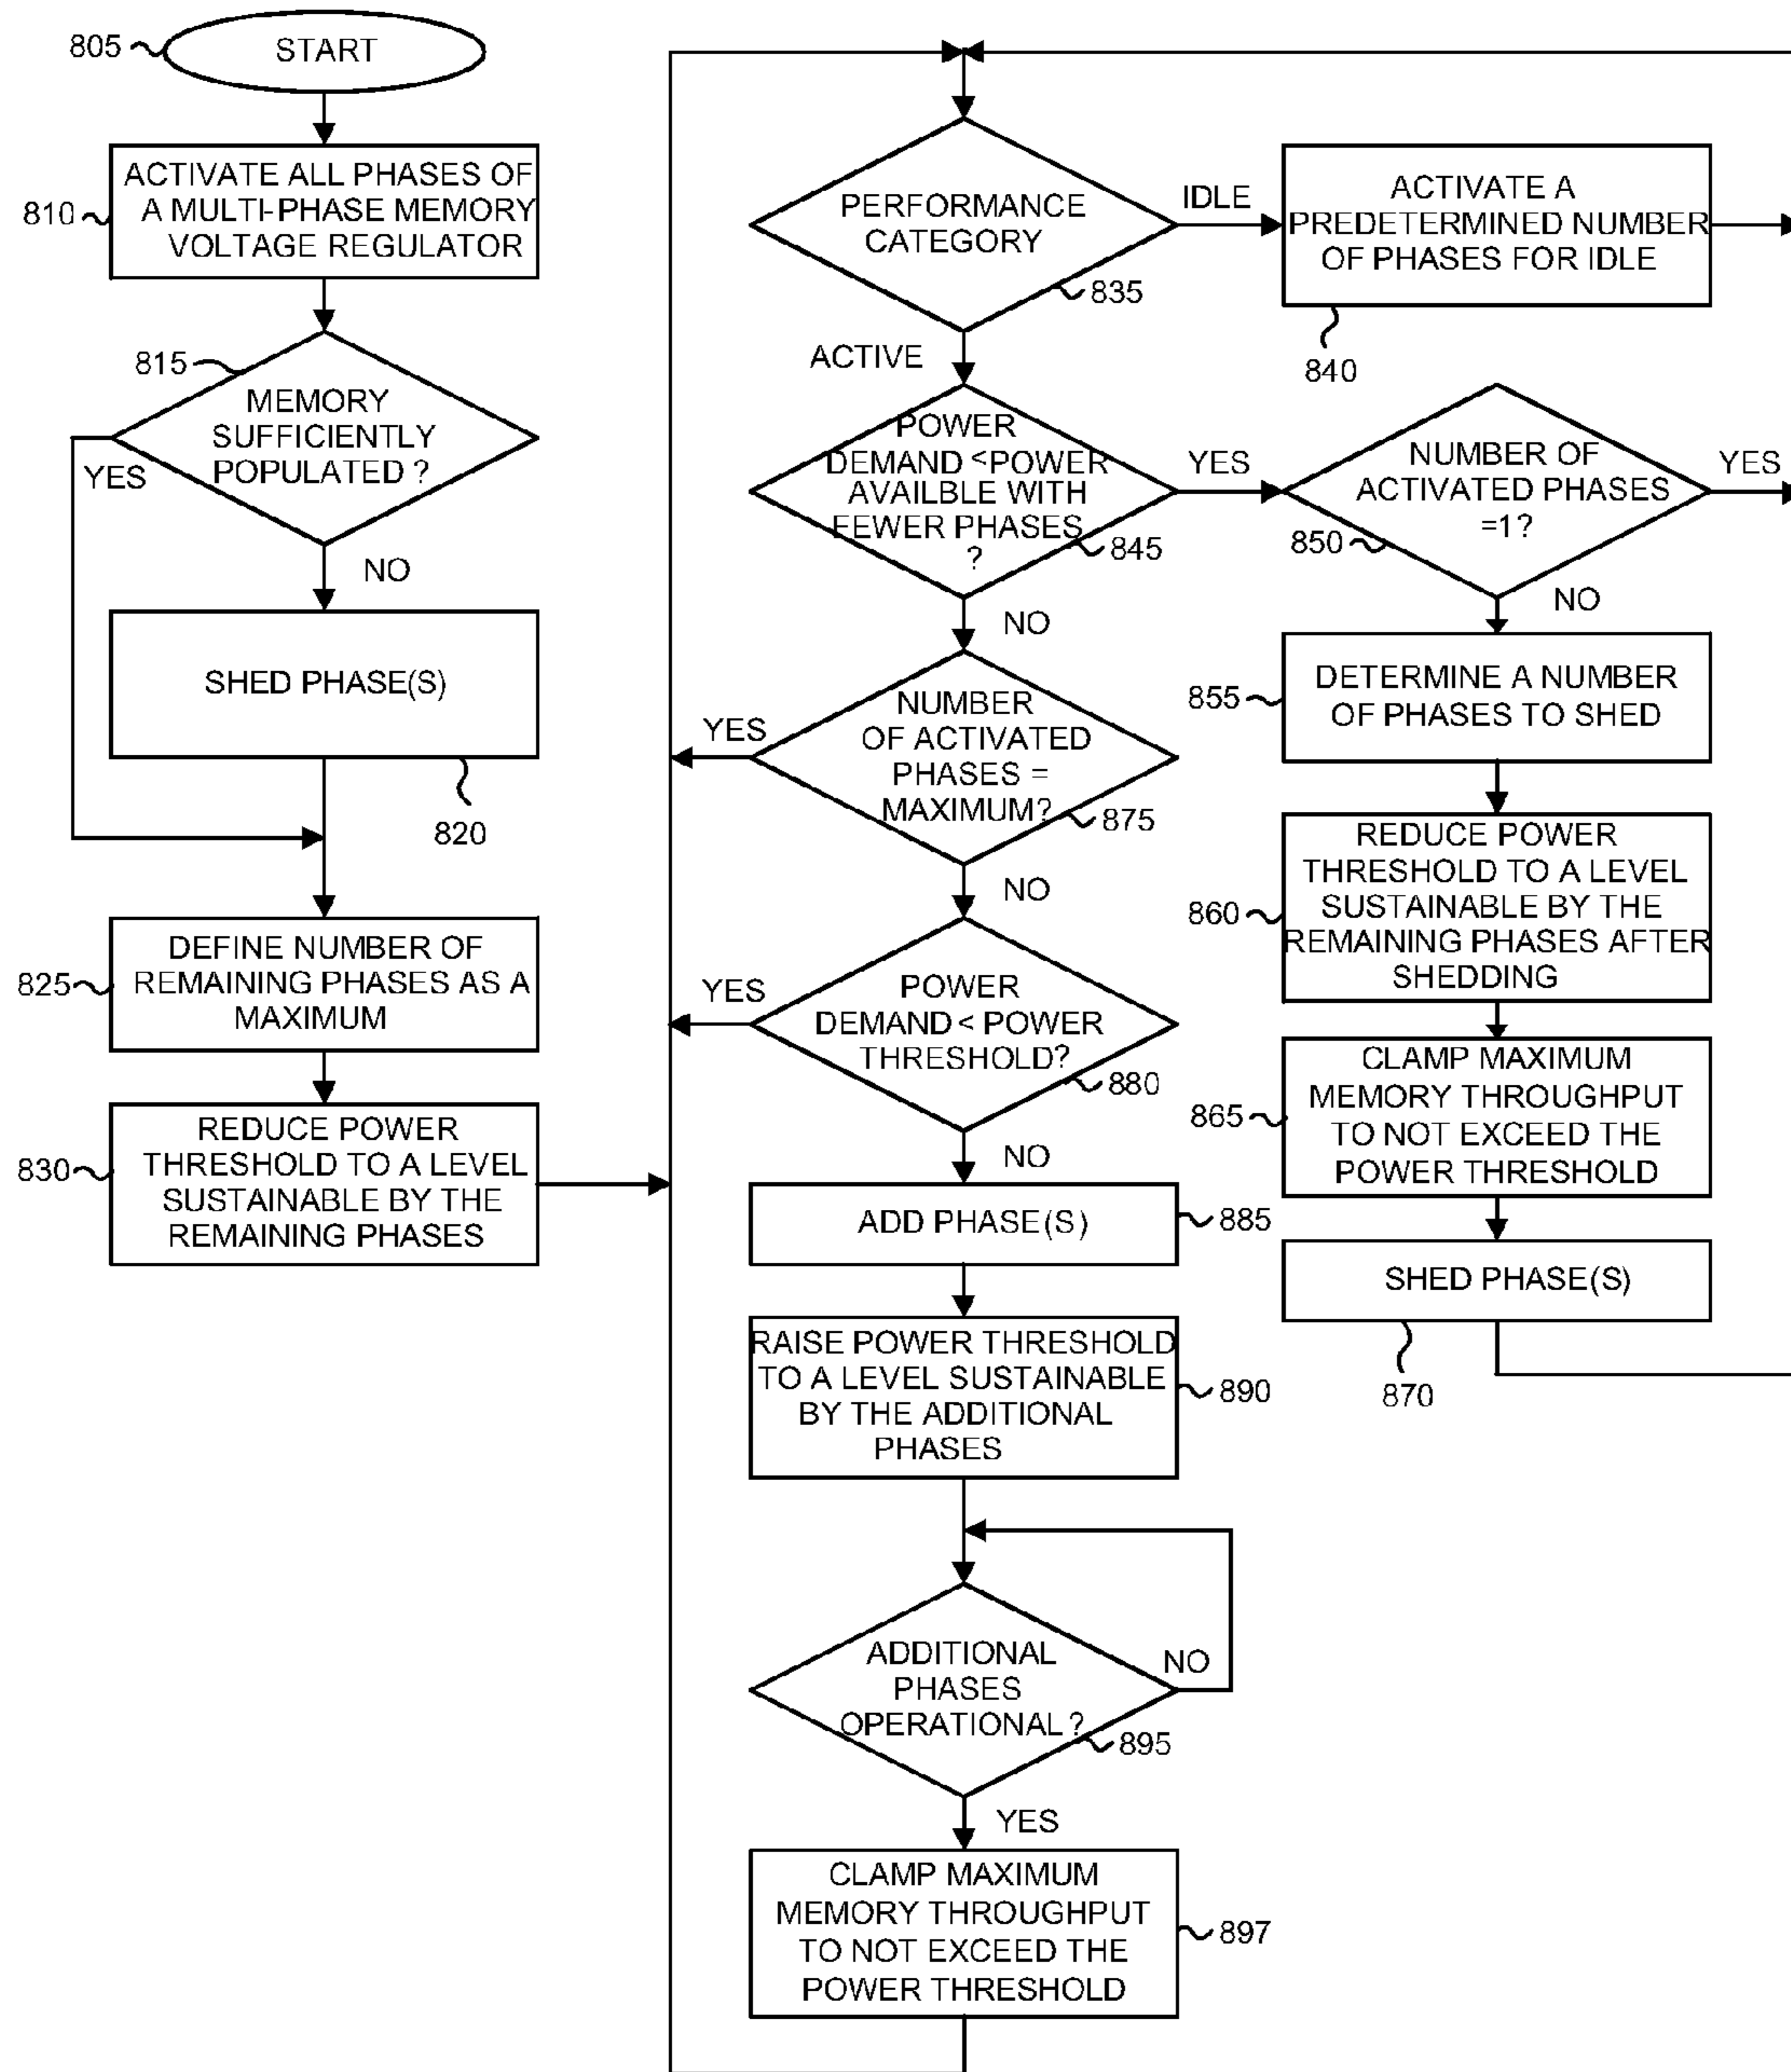 805
START
810
ACTIVATE ALL PHASES OF
A MULTI-PHASE MEMORY
VOLTAGE REGULATOR
815
MEMORY
SUFFICIENTLY
POPULATED ?
YES
NO
SHED PHASE(S)
820
825
DEFINE NUMBER OF
REMAINING PHASES AS A
MAXIMUM
830
REDUCE POWER
THRESHOLD TO A LEVEL
SUSTAINABLE BY THE
REMAINING PHASES
PERFORMANCE
CATEGORY
835
IDLE
ACTIVATE A
PREDETERMINED NUMBER
OF PHASES FOR IDLE
840
ACTIVE
POWER
DEMAND <POWER
AVAILBLE WITH
FEWER PHASES
?
845
YES
NUMBER OF
ACTIVATED PHASES
=1?
850
YES
NO
DETERMINE A NUMBER
OF PHASES TO SHED
855
REDUCE POWER
THRESHOLD TO A LEVEL
SUSTAINABLE BY THE
REMAINING PHASES AFTER
SHEDDING
860
CLAMP MAXIMUM
MEMORY THROUGHPUT
TO NOT EXCEED THE
POWER THRESHOLD
865
SHED PHASE(S)
870
NO
NUMBER
OF ACTIVATED
PHASES =
MAXIMUM?
875
YES
NO
POWER
DEMAND < POWER
THRESHOLD?
880
YES
NO
ADD PHASE(S)
885
RAISE POWER THRESHOLD
TO A LEVEL SUSTAINABLE
BY THE ADDITIONAL
PHASES
890
ADDITIONAL
PHASES
OPERATIONAL ?
895
NO
YES
CLAMP MAXIMUM
MEMORY THROUGHPUT
TO NOT EXCEED THE
POWER THRESHOLD
897